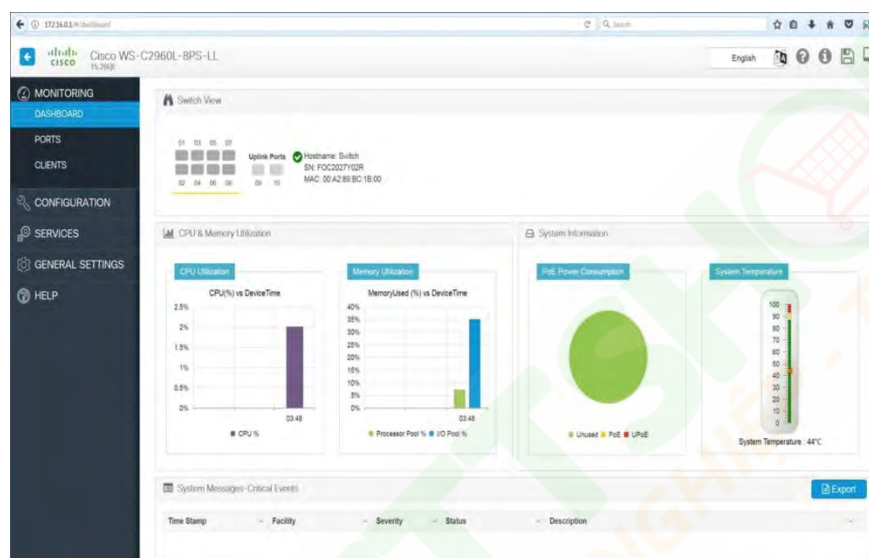 Search
CISCO
Cisco WS-C2960L-8PS-LL
English
MONITORING
DASHBOARD
PORTS
CLIENTS
CONFIGURATION
SERVICES
GENERAL SETTINGS
HELP
Switch View
01 03 05 07
02 04 06 08
Uplink Ports
09 10
Hostname: Switch
SN: FOC2027Y02R
MAC: 00:A2:89:BC:1B:00
CPU & Memory Utilization
CPU Utilization
CPU(%) vs DeviceTime
2.5%
2%
1.5%
1%
0.5%
0%
03:48
CPU %
Memory Utilization
MemoryUsed (%) vs DeviceTime
40%
35%
30%
25%
20%
15%
10%
5%
0%
03:48
Processor Pool % I/O Pool %
System Information
PoE Power Consumption
Unused PoE UPoE
System Temperature
100
90
80
70
60
50
40
30
20
10
0
System Temperature : 44°C
System Messages-Critical Events
Export
Time Stamp Facility Severity Status Description